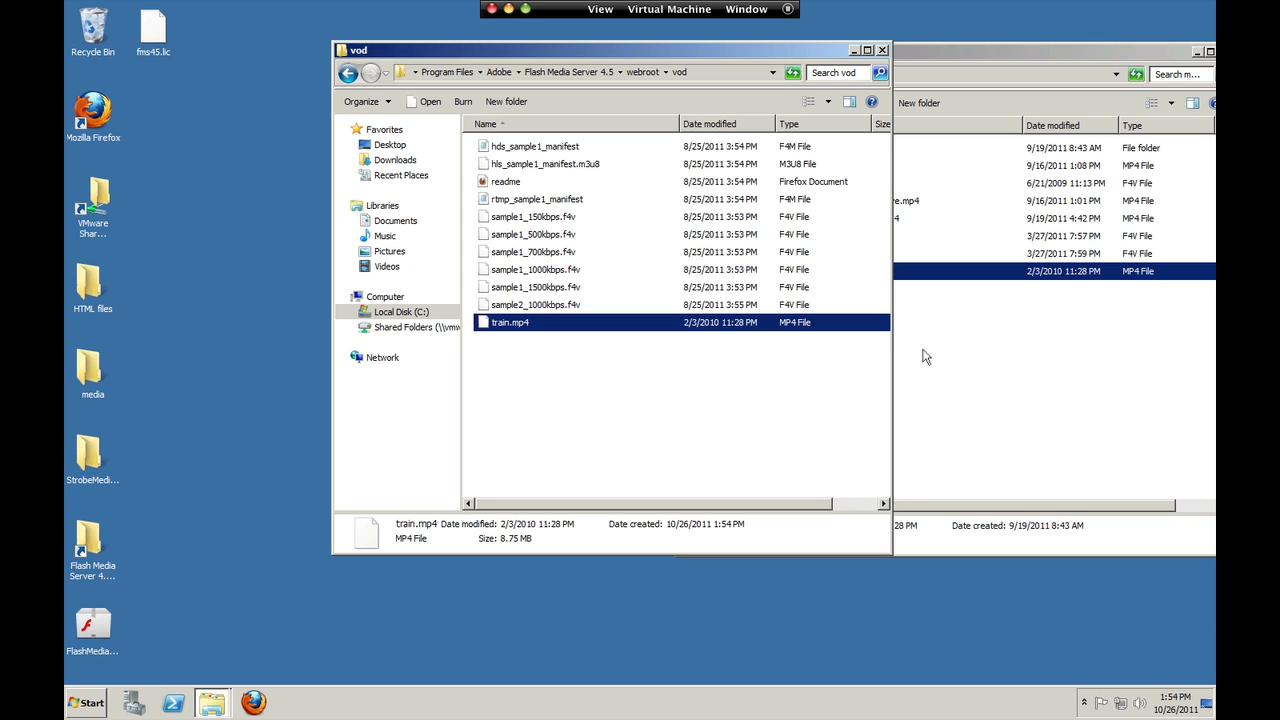 View Virtual Machine Window
Recycle Bin
fms45.lic
Mozilla Firefox
VMware
Shar...
HTML files
media
StrobeMedi...
Flash Media
Server 4....
FlashMedia...
vod
Program Files Adobe Flash Media Server 4.5 webroot vod
Search vod
Organize Open Burn New folder
Favorites
Desktop
Downloads
Recent Places
Libraries
Documents
Music
Pictures
Videos
Computer
Local Disk (C:)
Shared Folders (\\vmw
Network
Name Date modified Type Size
hds_sample1_manifest 8/25/2011 3:54 PM F4M File
hls_sample1_manifest.m3u8 8/25/2011 3:54 PM M3U8 File
readme 8/25/2011 3:54 PM Firefox Document
rtmp_sample1_manifest 8/25/2011 3:54 PM F4M File
sample1_150kbps.f4v 8/25/2011 3:53 PM F4V File
sample1_500kbps.f4v 8/25/2011 3:53 PM F4V File
sample1_700kbps.f4v 8/25/2011 3:53 PM F4V File
sample1_1000kbps.f4v 8/25/2011 3:53 PM F4V File
sample1_1500kbps.f4v 8/25/2011 3:53 PM F4V File
sample2_1000kbps.f4v 8/25/2011 3:55 PM F4V File
train.mp4 2/3/2010 11:28 PM MP4 File
train.mp4 Date modified: 2/3/2010 11:28 PM Date created: 10/26/2011 1:54 PM
MP4 File Size: 8.75 MB
Search m...
New folder
Date modified Type
9/19/2011 8:43 AM File folder
9/16/2011 1:08 PM MP4 File
6/21/2009 11:13 PM F4V File
re.mp4 9/16/2011 1:01 PM MP4 File
4 9/19/2011 4:42 PM MP4 File
3/27/2011 7:57 PM F4V File
3/27/2011 7:59 PM F4V File
2/3/2010 11:28 PM MP4 File
28 PM Date created: 9/19/2011 8:43 AM
Start
1:54 PM
10/26/2011